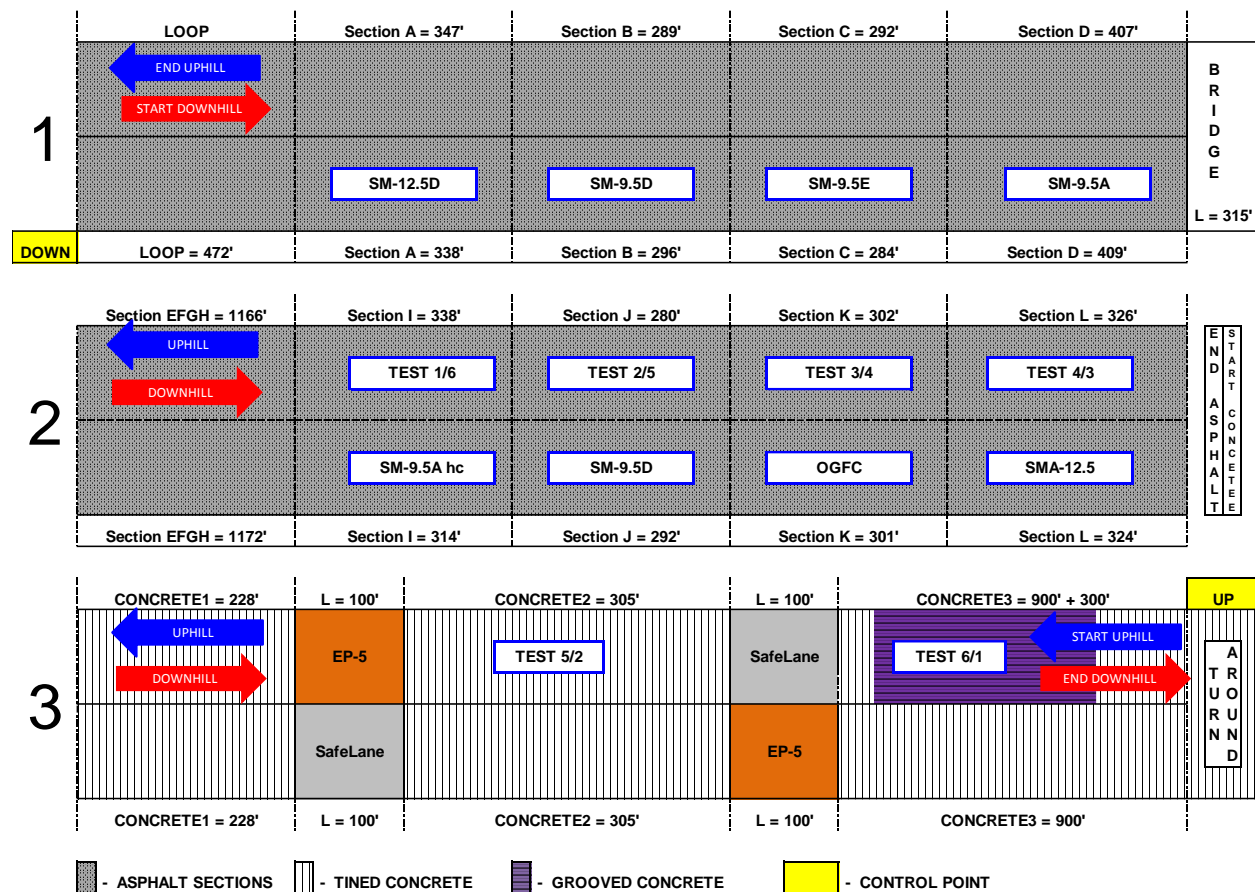 LOOP Section A = 347' Section B = 289' Section C = 292' Section D = 407'
END UPHILL
START DOWNHILL
1
SM-12.5D SM-9.5D SM-9.5E SM-9.5A
BRIDGE
L = 315'
DOWN LOOP = 472' Section A = 338' Section B = 296' Section C = 284' Section D = 409'
Section EFGH = 1166' Section I = 338' Section J = 280' Section K = 302' Section L = 326'
UPHILL
DOWNHILL
TEST 1/6 TEST 2/5 TEST 3/4 TEST 4/3
2
SM-9.5A hc SM-9.5D OGFC SMA-12.5
END ASPHALT
START CONCETEE
Section EFGH = 1172' Section I = 314' Section J = 292' Section K = 301' Section L = 324'
CONCRETE1 = 228' L = 100' CONCRETE2 = 305' L = 100' CONCRETE3 = 900' + 300' UP
UPHILL
DOWNHILL
EP-5 TEST 5/2 SafeLane TEST 6/1
START UPHILL
END DOWNHILL
TURN
AROUND
3
SafeLane EP-5
CONCRETE1 = 228' L = 100' CONCRETE2 = 305' L = 100' CONCRETE3 = 900'
- ASPHALT SECTIONS - TINED CONCRETE - GROOVED CONCRETE - CONTROL POINT